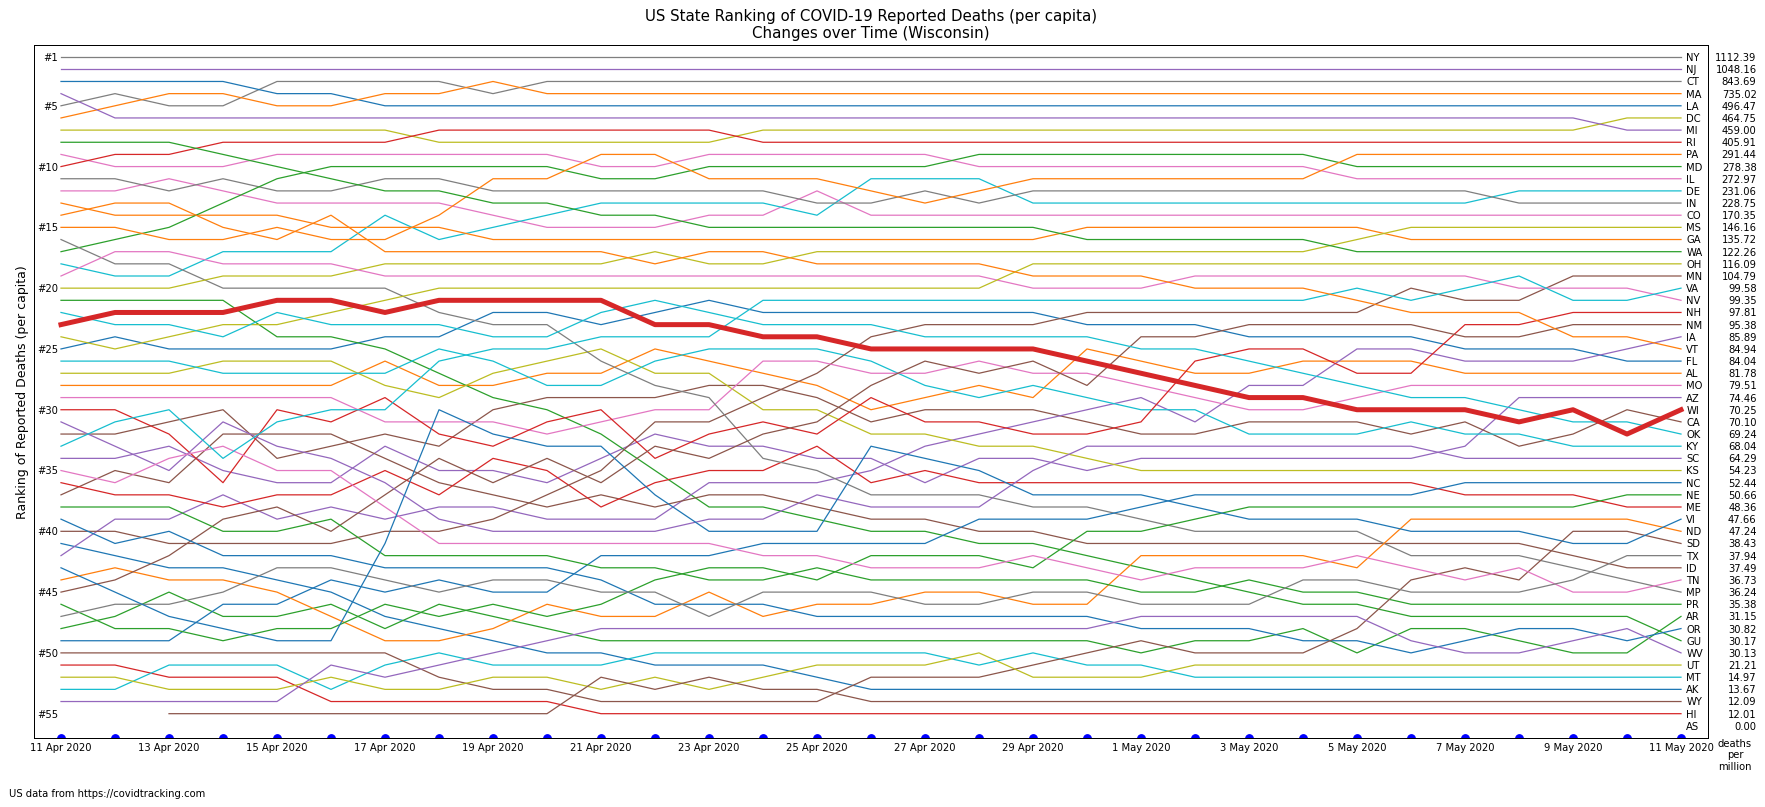 US State Ranking of COVID-19 Reported Deaths (per capita)
Changes over Time (Wisconsin)
Ranking of Reported Deaths (per capita)
#1
#5
#10
#15
#20
#25
#30
#35
#40
#45
#50
#55
NY 1112.39
NJ 1048.16
CT 843.69
MA 735.02
LA 496.47
DC 464.75
MI 459.00
RI 405.91
PA 291.44
MD 278.38
IL 272.97
DE 231.06
IN 228.75
CO 170.35
MS 146.16
GA 135.72
WA 122.26
OH 116.09
MN 104.79
VA 99.58
NV 99.35
NH 97.81
NM 95.38
IA 85.89
VT 84.94
FL 84.04
AL 81.78
MO 79.51
AZ 74.46
WI 70.25
CA 70.10
OK 69.24
KY 68.04
SC 64.29
KS 54.23
NC 52.44
NE 50.66
ME 48.36
VI 47.66
ND 47.24
SD 38.43
TX 37.94
ID 37.49
TN 36.73
MP 36.24
PR 35.38
AR 31.15
OR 30.82
GU 30.17
WV 30.13
UT 21.21
MT 14.97
AK 13.67
WY 12.09
HI 12.01
AS 0.00
11 Apr 2020 13 Apr 2020 15 Apr 2020 17 Apr 2020 19 Apr 2020 21 Apr 2020 23 Apr 2020 25 Apr 2020 27 Apr 2020 29 Apr 2020 1 May 2020 3 May 2020 5 May 2020 7 May 2020 9 May 2020 11 May 2020
deaths
per
million
US data from https://covidtracking.com